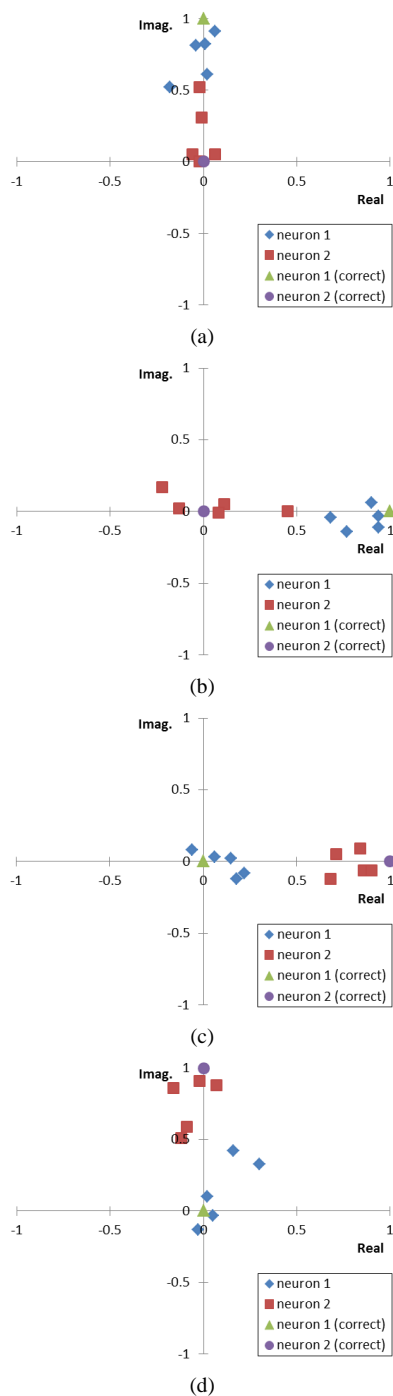 Imag.
1
0.5
0
-1
-0.5
0
0.5
1
Real
-0.5
-1
neuron 1
neuron 2
neuron 1 (correct)
neuron 2 (correct)
(a)
Imag.
1
0.5
0
-1
-0.5
0
0.5
1
Real
-0.5
-1
neuron 1
neuron 2
neuron 1 (correct)
neuron 2 (correct)
(b)
Imag.
1
0.5
0
-1
-0.5
0
0.5
1
Real
-0.5
-1
neuron 1
neuron 2
neuron 1 (correct)
neuron 2 (correct)
(c)
Imag.
1
0.5
0
-1
-0.5
0
0.5
1
Real
-0.5
-1
neuron 1
neuron 2
neuron 1 (correct)
neuron 2 (correct)
(d)